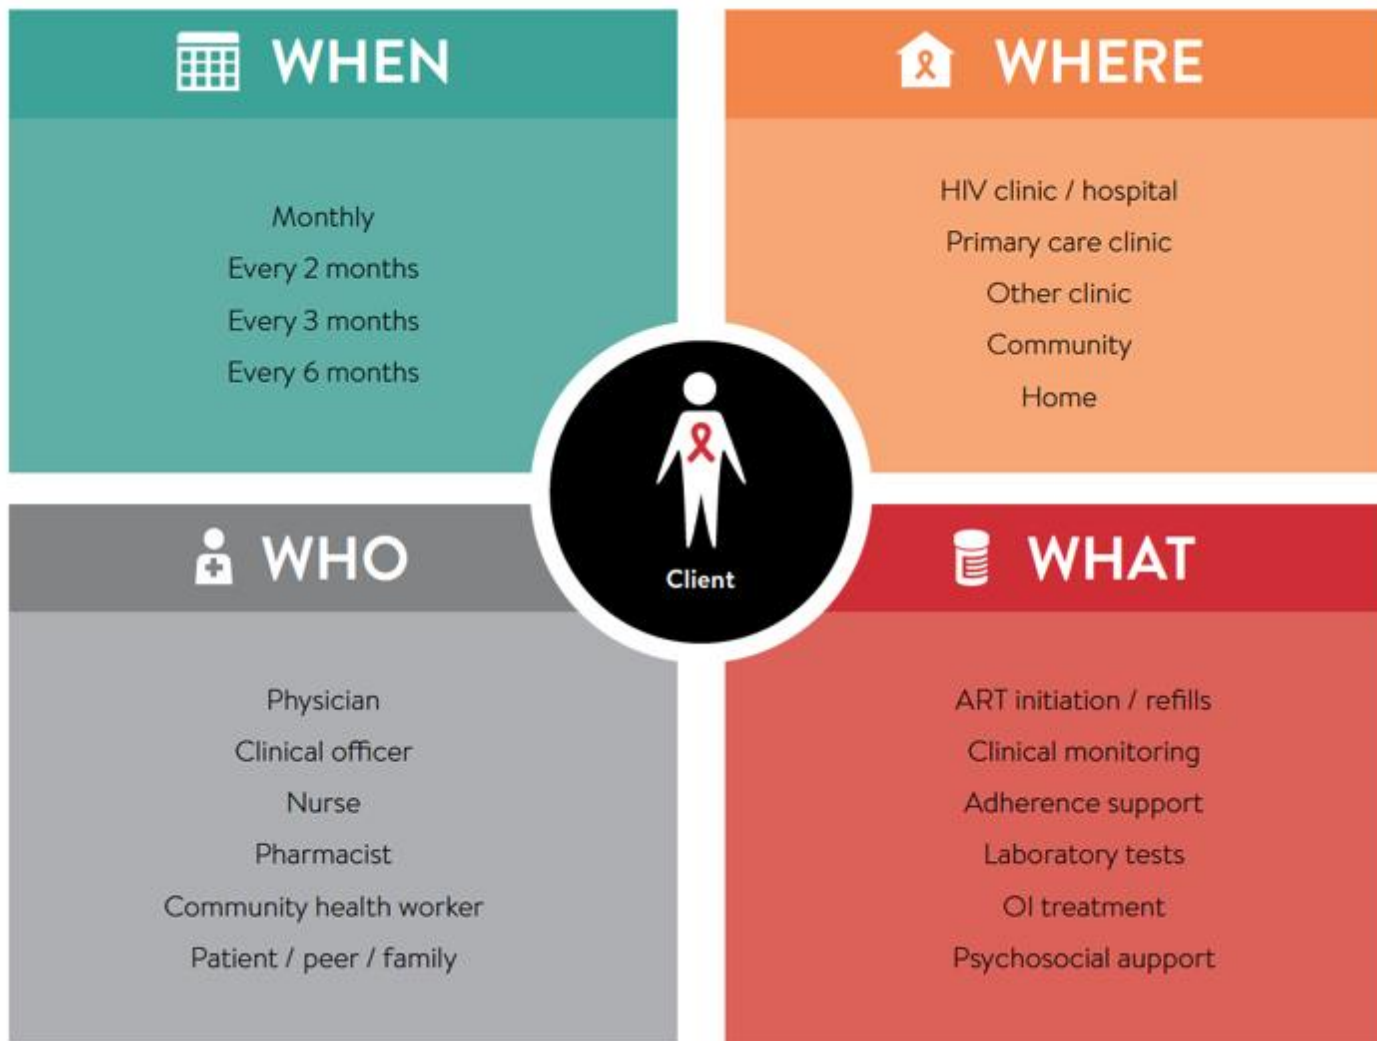 WHEN
Monthly
Every 2 months
Every 3 months
Every 6 months
WHERE
HIV clinic / hospital
Primary care clinic
Other clinic
Community
Home
Client
WHO
Physician
Clinical officer
Nurse
Pharmacist
Community health worker
Patient / peer / family
WHAT
ART initiation / refills
Clinical monitoring
Adherence support
Laboratory tests
OI treatment
Psychosocial aupport